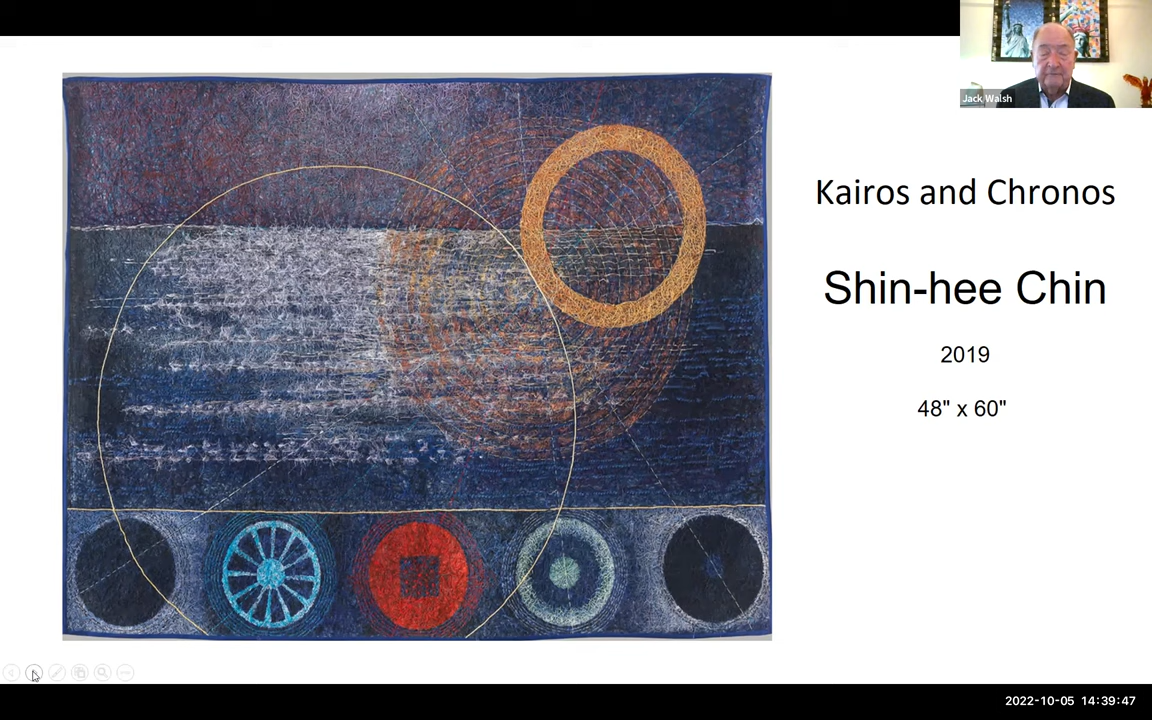 Jack Walsh
Kairos and Chronos
Shin-hee Chin
2019
48" x 60"
2022-10-05 14:39:47